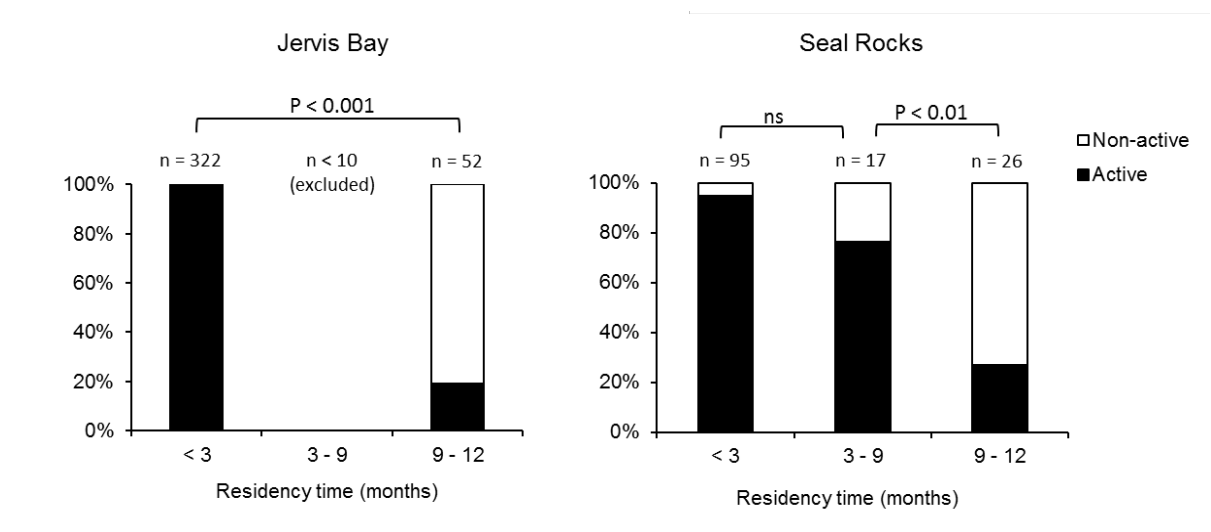 Jervis Bay
P < 0.001
n = 322
n < 10
(excluded)
n = 52
100%
80%
60%
40%
20%
0%
< 3
3 - 9
9 - 12
Residency time (months)
Seal Rocks
ns
P < 0.01
n = 95
n = 17
n = 26
100%
80%
60%
40%
20%
0%
< 3
3 - 9
9 - 12
Residency time (months)
Non-active
Active